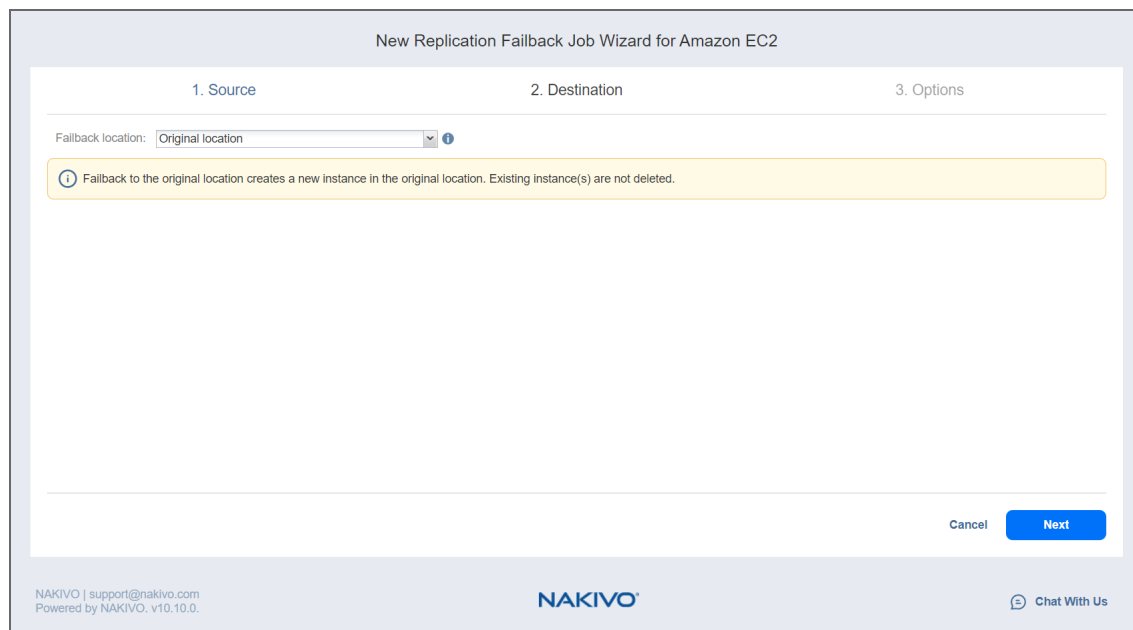 New Replication Failback Job Wizard for Amazon EC2
1. Source
2. Destination
3. Options
Failback location: Original location
Failback to the original location creates a new instance in the original location. Existing instance(s) are not deleted.
Cancel
Next
NAKIVO | support@nakivo.com
Powered by NAKIVO. v10.10.0.
NAKIVO®
Chat With Us